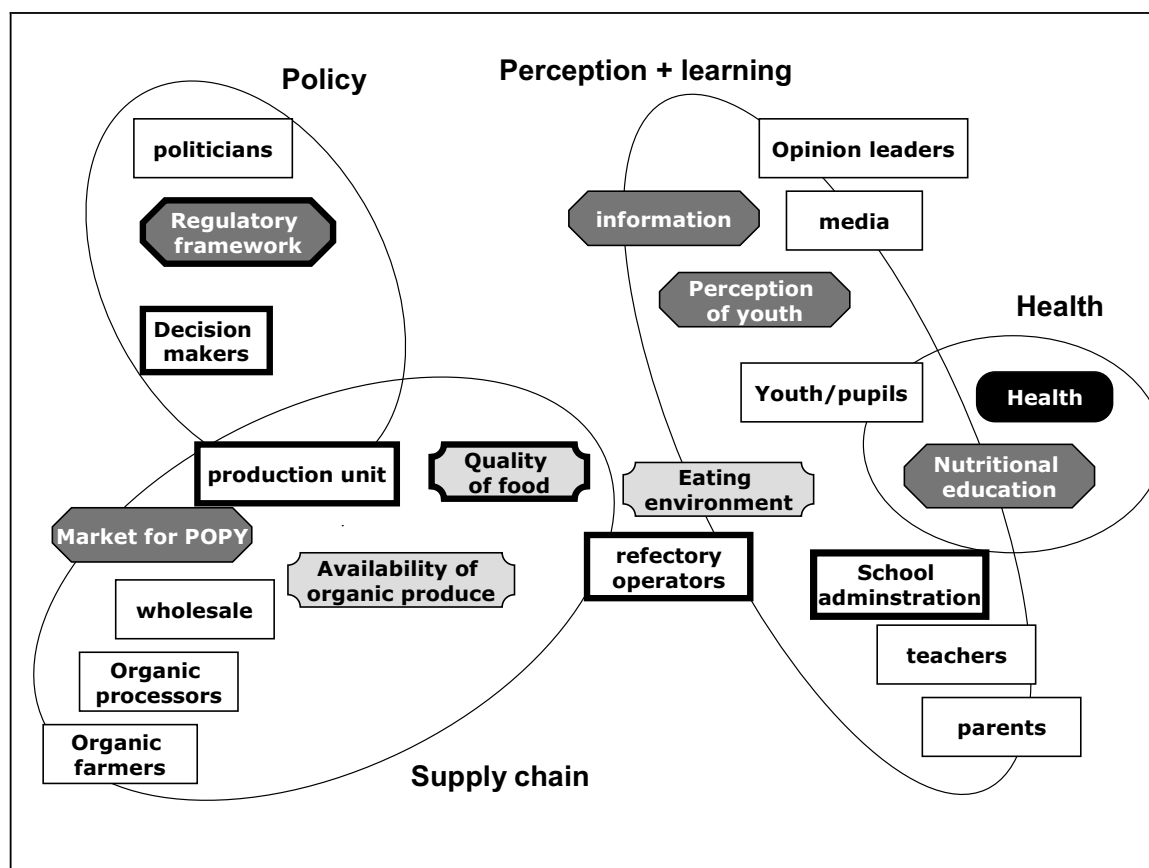 Policy
Perception + learning
politicians
Opinion leaders
Regulatory
framework
information
media
Perception
of youth
Health
Decision
makers
Youth/pupils
Health
production unit
Quality
of food
Eating
environment
Nutritional
education
Market for POPY
Availability of
organic produce
refectory
operators
School
adminstration
wholesale
teachers
Organic
processors
parents
Organic
farmers
Supply chain